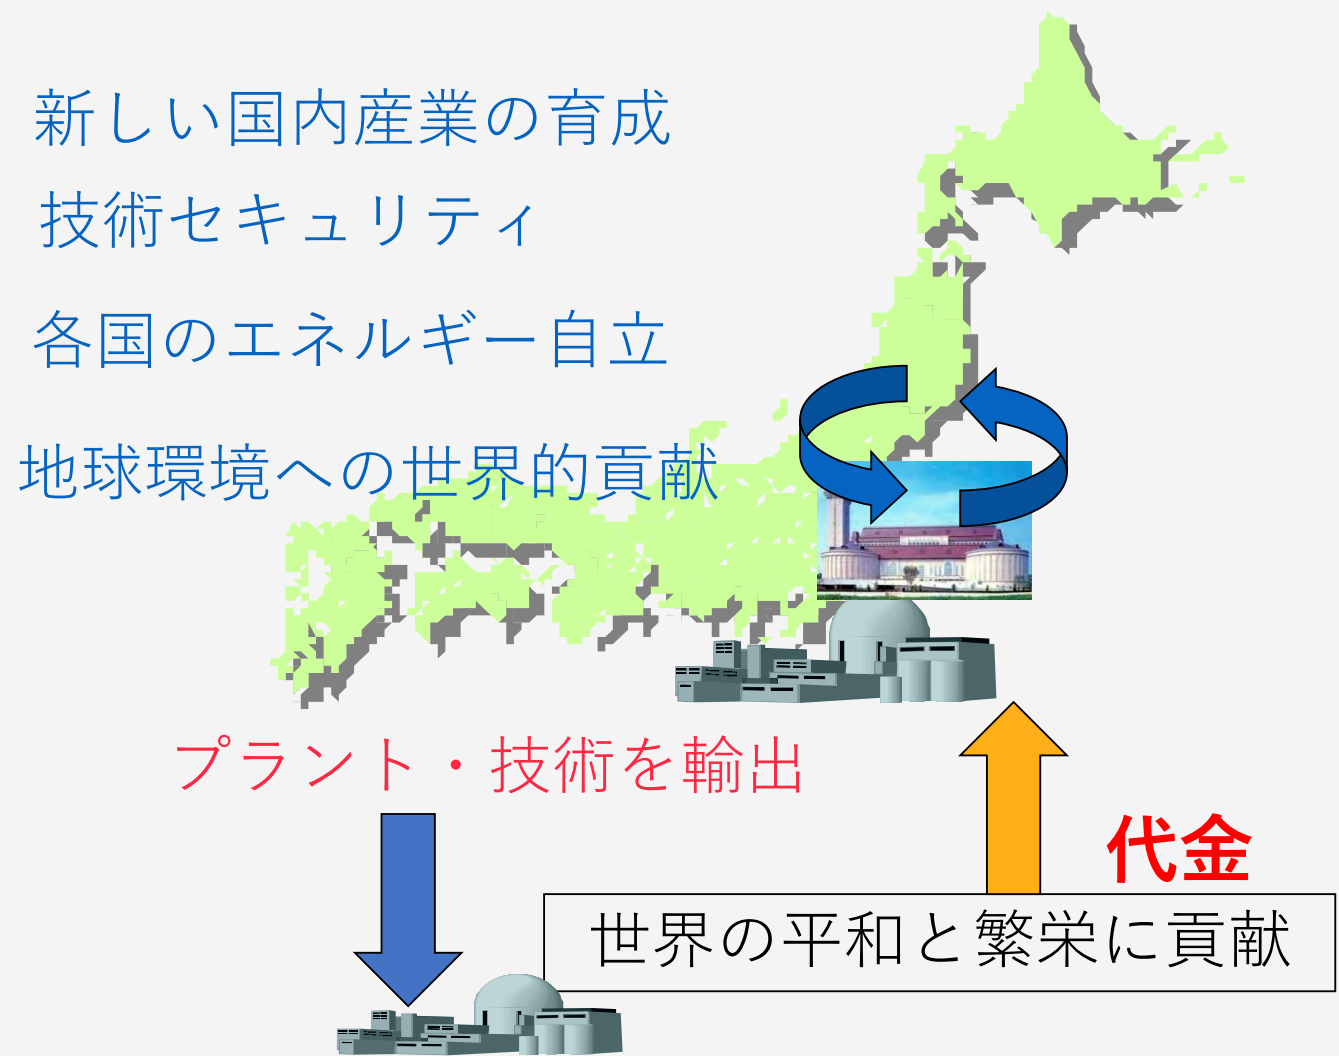 新しい国内産業の育成
技術セキュリティ
各国のエネルギー自立
地球環境への世界的貢献
プラント・技術を輸出
代金
世界の平和と繁栄に貢献